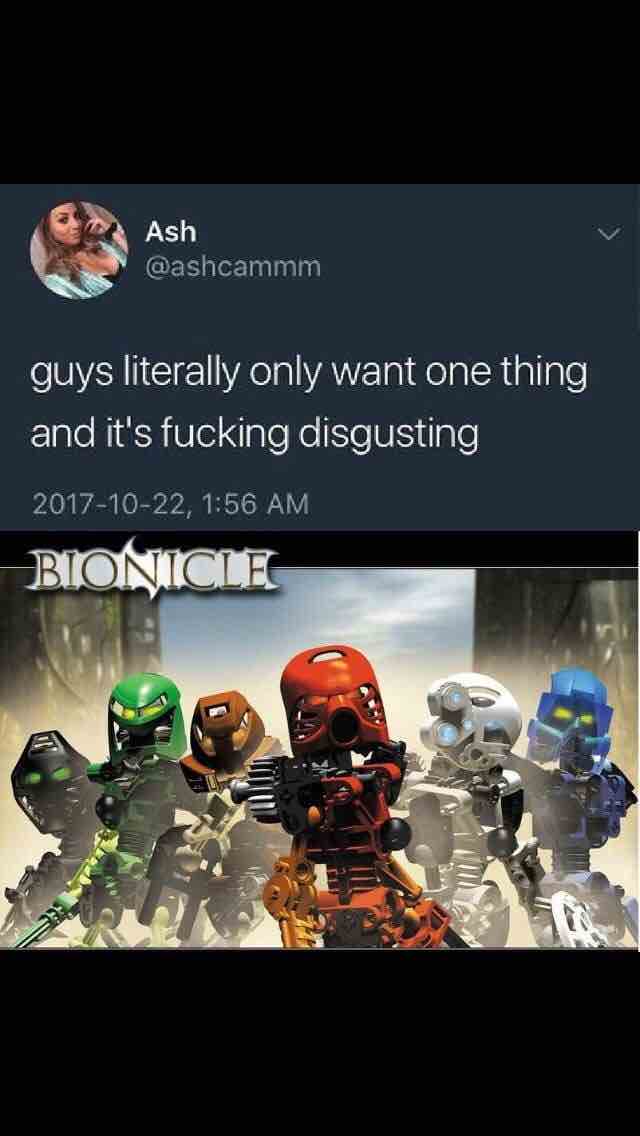 Ash
@ashcammm
guys literally only want one thing
and it's fucking disgusting
2017-10-22, 1:56 AM
BIONICLE